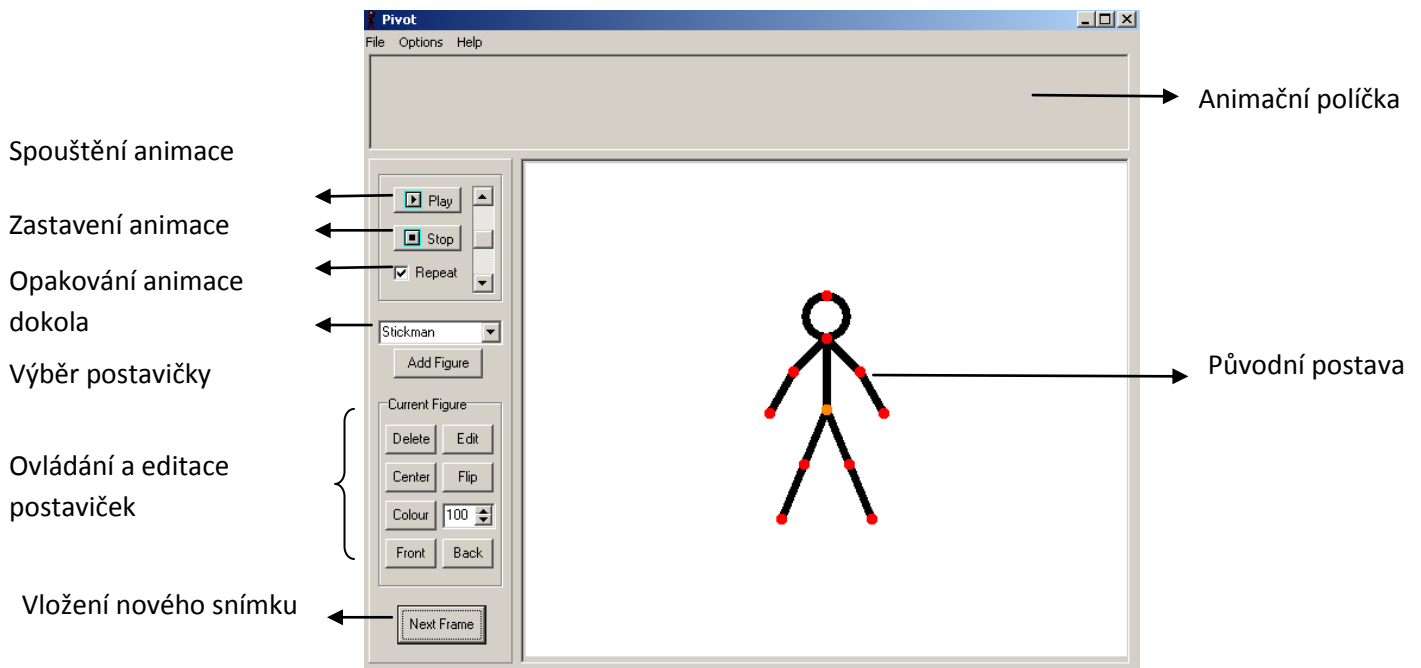 Pivot
File Options Help
Animační políčka
Spouštění animace
Play
Zastavení animace
Stop
Opakování animace
dokola
Repeat
Stickman
Add Figure
Výběr postavičky
Původní postava
Current Figure
Delete Edit
Ovládání a editace
postaviček
Center Flip
Colour 100
Front Back
Vložení nového snímku
Next Frame